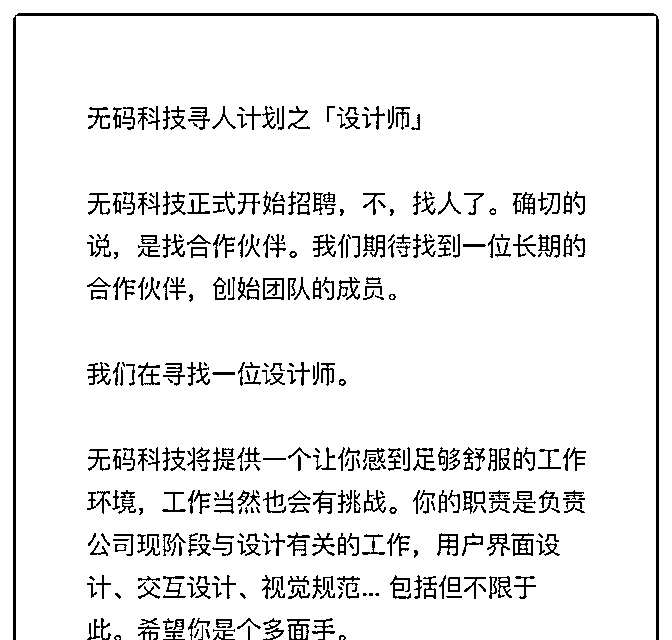 无码科技寻人计划之「设计师」
无码科技正式开始招聘，不，找人了。确切的
说，是找合作伙伴。我们期待找到一位长期的
合作伙伴，创始团队的成员。
我们在寻找一位设计师。
无码科技将提供一个让你感到足够舒服的工作
环境，工作当然也会有挑战。你的职责是负责
公司现阶段与设计有关的工作，用户界面设
计、交互设计、视觉规范... 包括但不限于
此。希望你是个多面手。